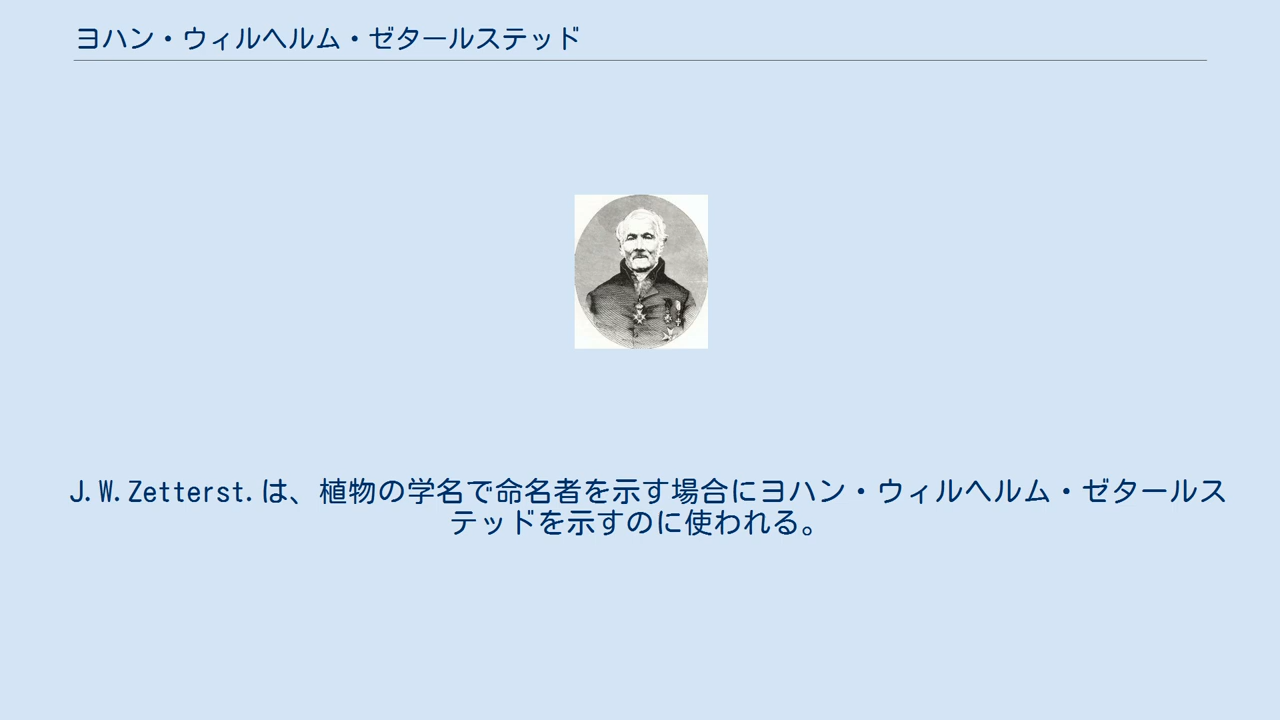 ヨハン・ウィルヘルム・ゼタールステッド
J.W.Zetterst.は、植物の学名で命名者を示す場合にヨハン・ウィルヘルム・ゼタールス
テッドを示すのに使われる。